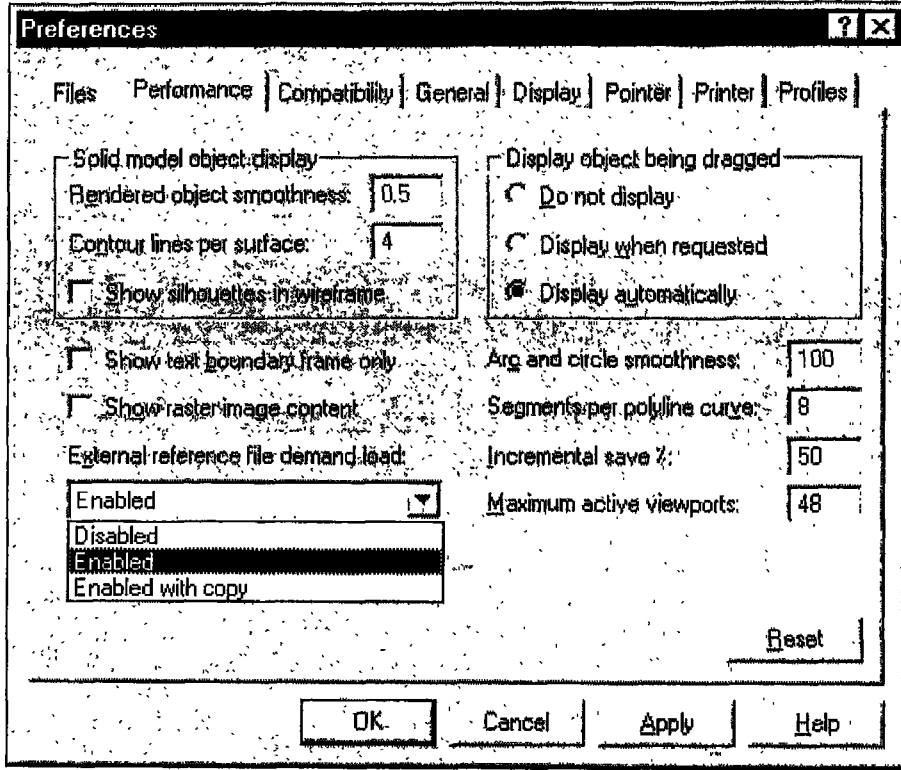 Preferences
Files Performance Compatibility General Display Pointer Printer Profiles
Solid model object display
Rendered object smoothness: 0.5
Contour lines per surface: 4
Show silhouettes in wireframe
Display object being dragged
Do not display
Display when requested
Display automatically
Show text boundary frame only
Show raster image content
External reference file demand load:
Enabled
Disabled
Enabled
Enabled with copy
Arc and circle smoothness: 100
Segments per polyline curve: 8
Incremental save %: 50
Maximum active viewports: 48
Reset
OK Cancel Apply Help